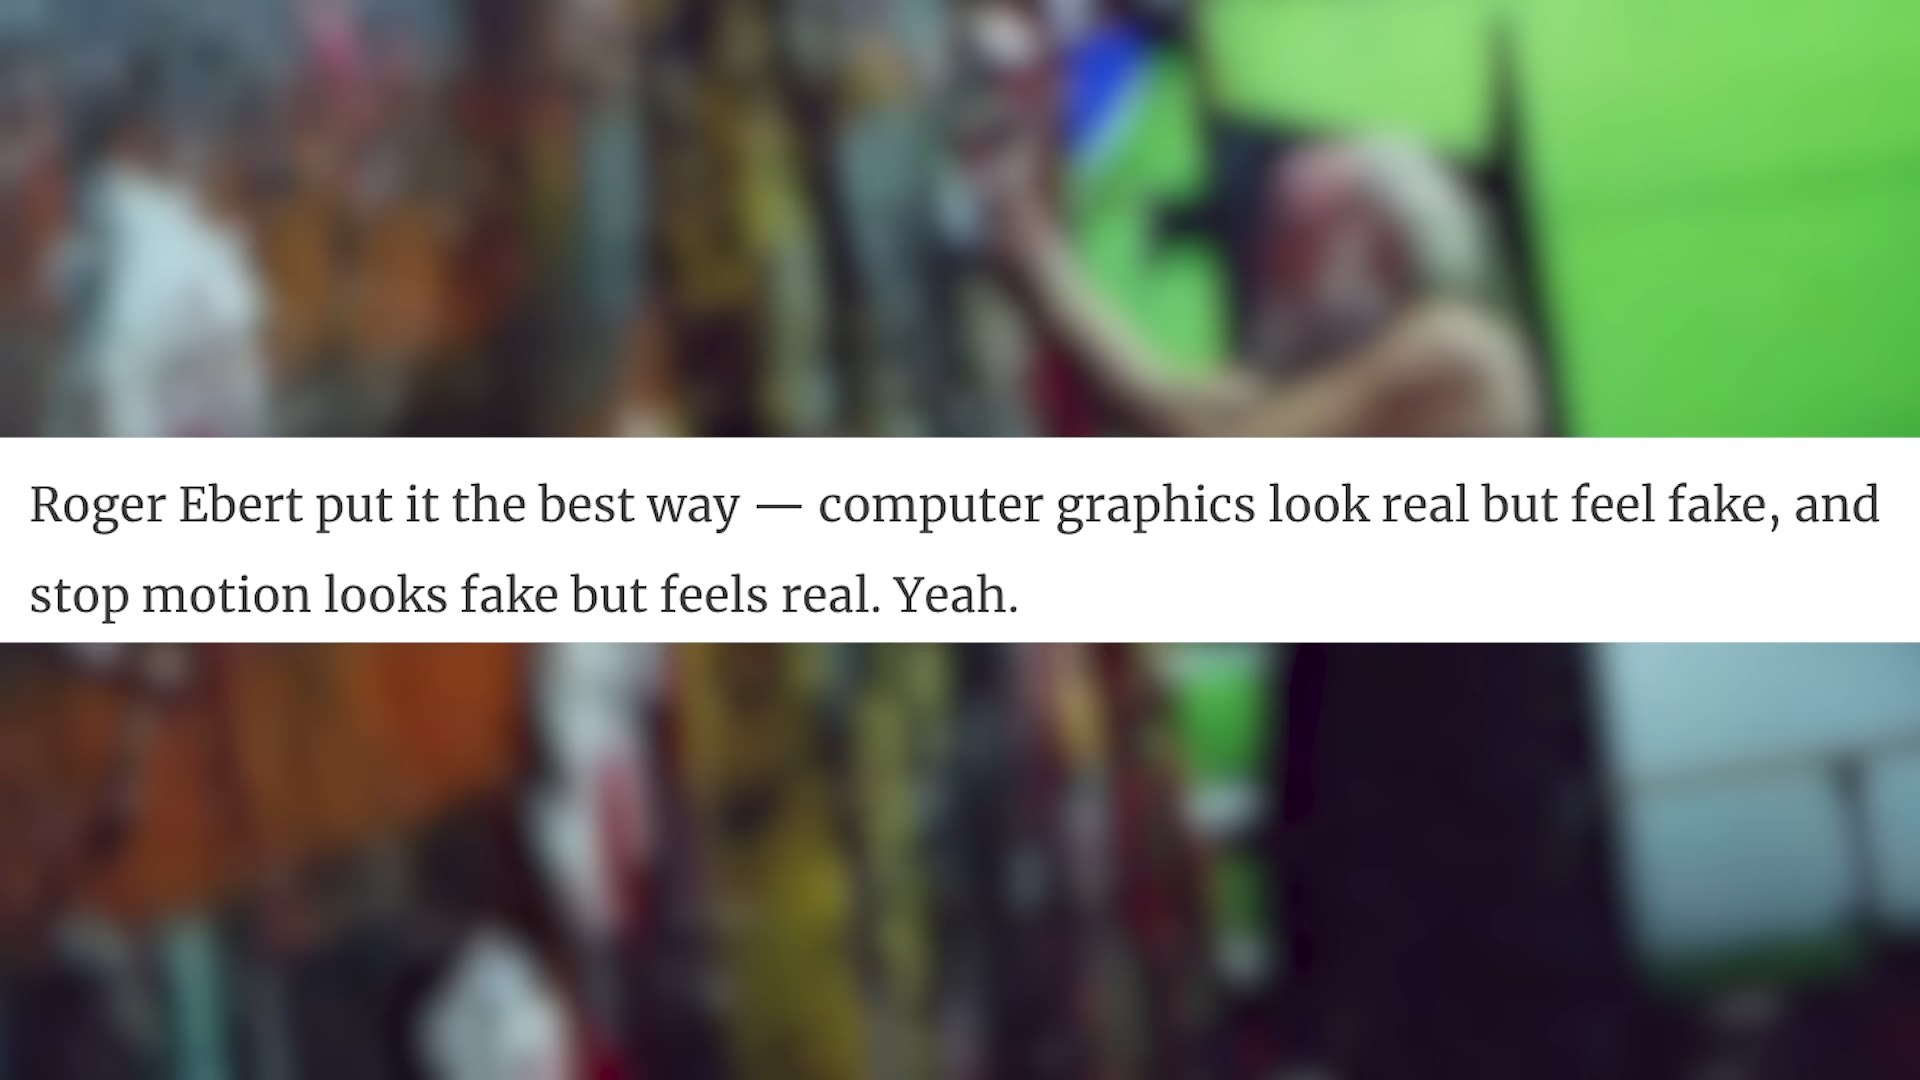 Roger Ebert put it the best way — computer graphics look real but feel fake, and
stop motion looks fake but feels real. Yeah.